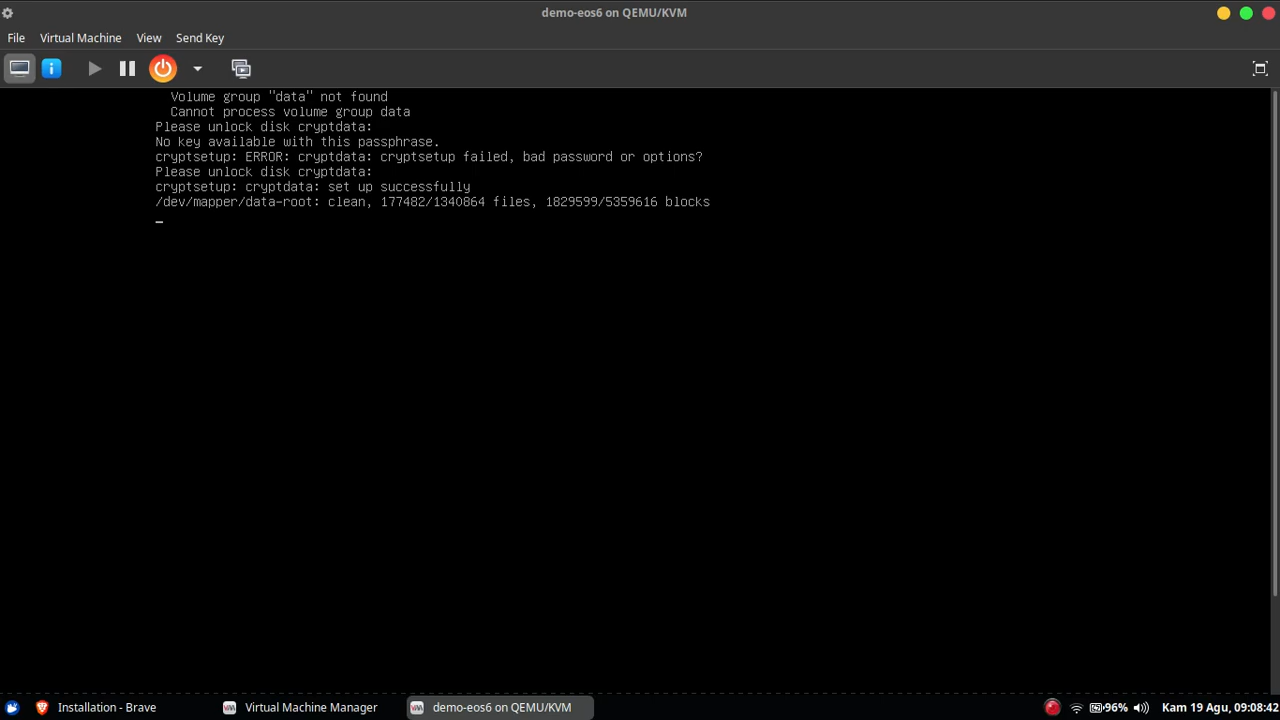 demo-eos6 on QEMU/KVM
File Virtual Machine View Send Key
Volume group "data" not found
Cannot process volume group data
Please unlock disk cryptdata:
No key available with this passphrase.
cryptsetup: ERROR: cryptdata: cryptsetup failed, bad password or options?
Please unlock disk cryptdata:
cryptsetup: cryptdata: set up successfully
/dev/mapper/data-root: clean, 177482/1340864 files, 1829599/5359616 blocks
Installation - Brave Virtual Machine Manager demo-eos6 on QEMU/KVM 96% Kam 19 Agu, 09:08:42